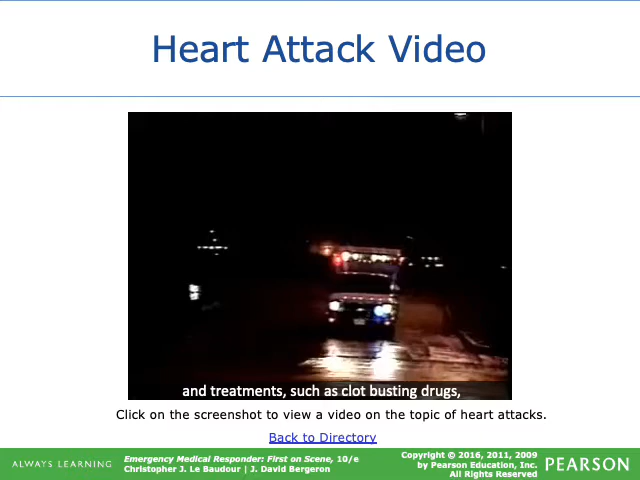 Heart Attack Video
and treatments, such as clot busting drugs,
Click on the screenshot to view a video on the topic of heart attacks.
Back to Directory
ALWAYS LEARNING
Emergency Medical Responder: First on Scene, 10/e
Christopher J. Le Baudour | J. David Bergeron
Copyright © 2016, 2011, 2009
by Pearson Education, Inc.
All Rights Reserved
PEARSON